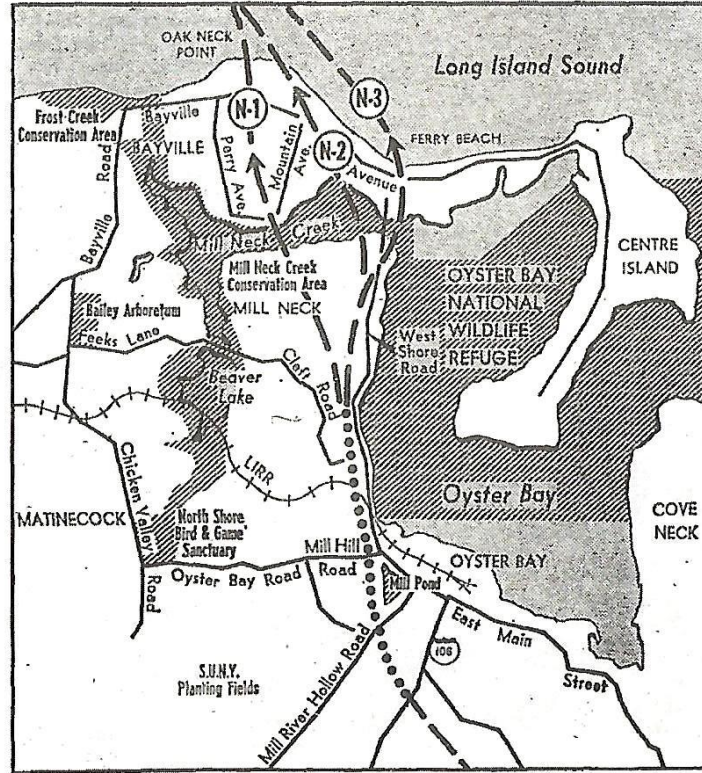 OAK NECK
POINT
Long Island Sound
N-1
N-3
Frost Creek
Conservation Area
Bayville
BAYVILLE
Perry Ave.
Mountain
Ave.
N-2
FERRY BEACH
Avenue
Road
Bayville
Mill Neck Creek
Mill Neck Creek
Conservation Area
MILL NECK
OYSTER BAY
NATIONAL
WILDLIFE
REFUGE
CENTRE
ISLAND
Bailey Arboretum
Feeks Lane
West
Shore
Road
Cleft Road
Beaver
Lake
LIRR
Chicken Valley
Road
MATINECOCK
North Shore
Bird & Game
Sanctuary
Oyster Bay
COVE
NECK
Mill Hill
Road
OYSTER BAY
Oyster Bay Road
Mill Pond
East Main
Street
106
S.U.N.Y.
Planting Fields
Mill River Hollow Road